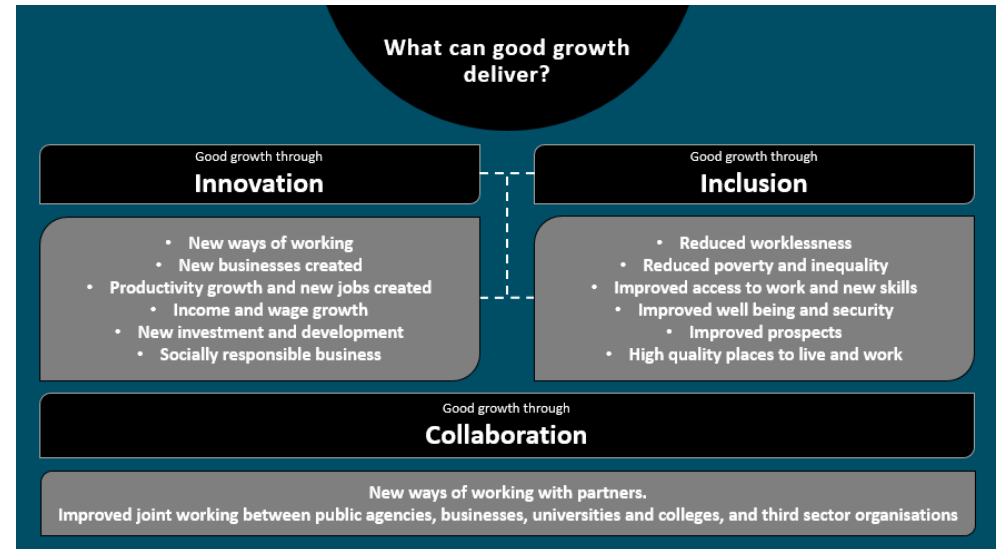 What can good growth
deliver?
Good growth through
Innovation
• New ways of working
• New businesses created
• Productivity growth and new jobs created
• Income and wage growth
• New investment and development
• Socially responsible business
Good growth through
Inclusion
• Reduced worklessness
• Reduced poverty and inequality
• Improved access to work and new skills
• Improved well being and security
• Improved prospects
• High quality places to live and work
Good growth through
Collaboration
New ways of working with partners.
Improved joint working between public agencies, businesses, universities and colleges, and third sector organisations